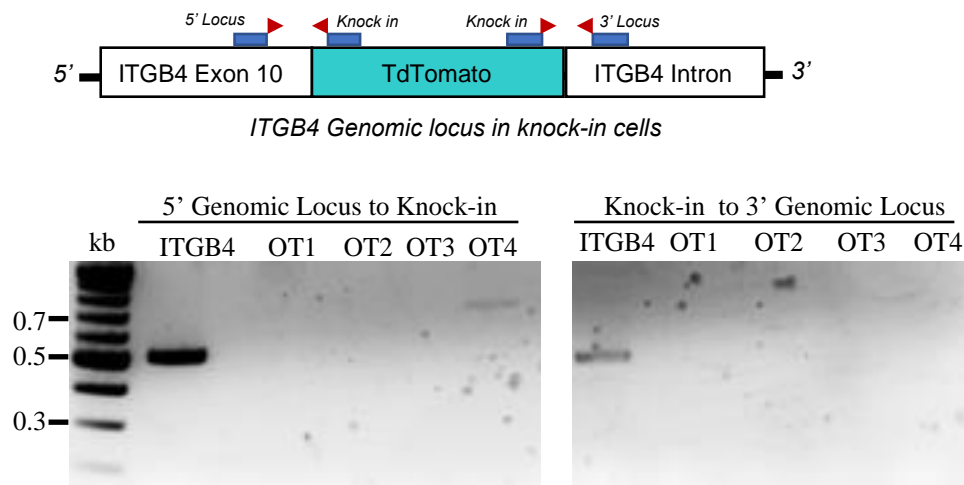 5' Locus Knock in Knock in 3' Locus
5' ITGB4 Exon 10 TdTomato ITGB4 Intron 3'
ITGB4 Genomic locus in knock-in cells
5' Genomic Locus to Knock-in Knock-in to 3' Genomic Locus
kb ITGB4 OT1 OT2 OT3 OT4 ITGB4 OT1 OT2 OT3 OT4
0.7
0.5
0.3